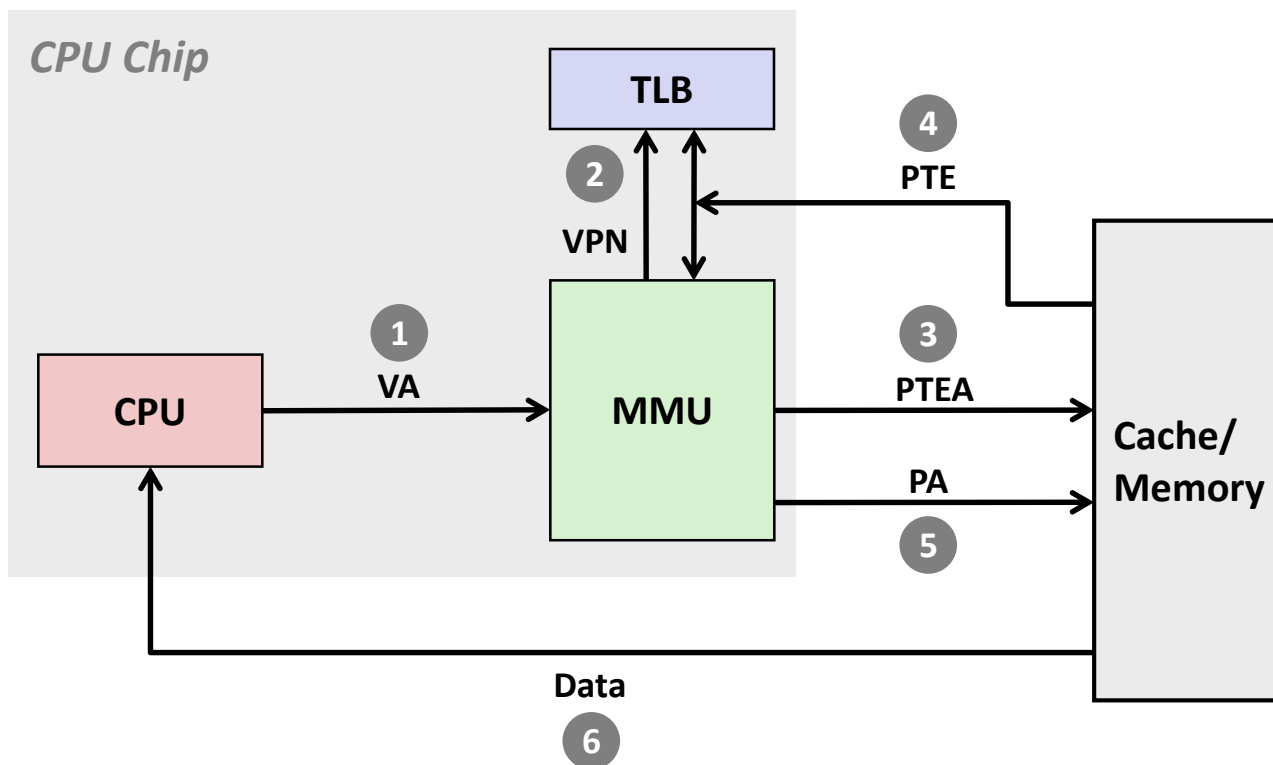 CPU Chip
TLB
2
VPN
4
PTE
1
VA
CPU
MMU
3
PTEA
PA
5
Cache/
Memory
Data
6